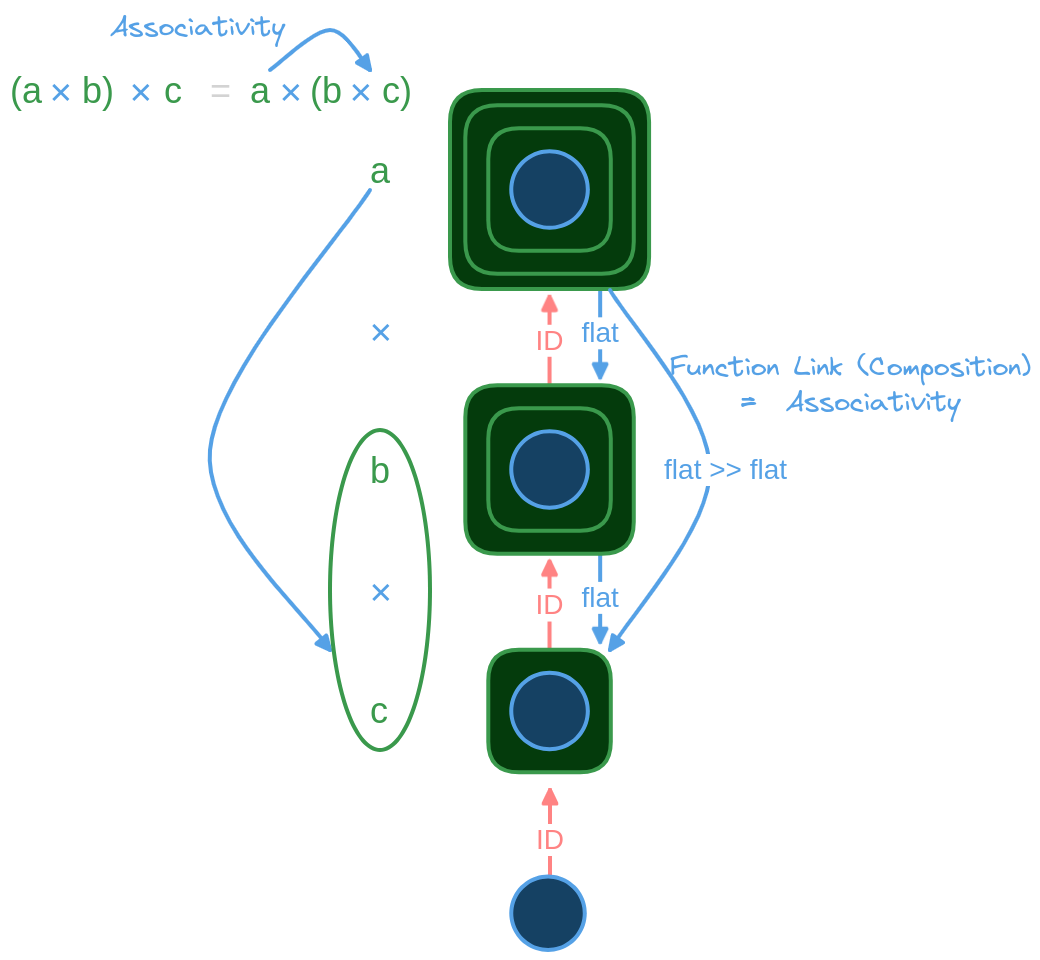 Associativity
(a × b) × c = a × (b × c)
a
×
ID
flat
Function Link (Composition)
= Associativity
b
flat >> flat
×
ID
flat
c
ID